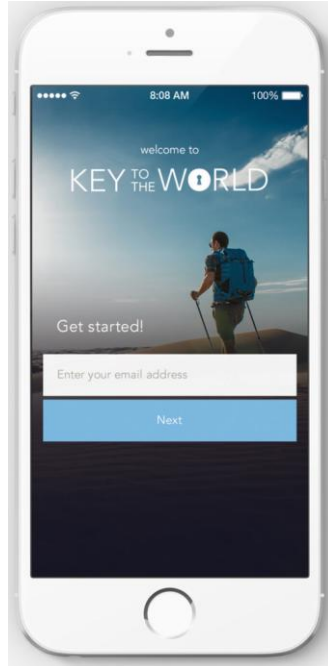 8:08 AM 100%
welcome to
KEY TO THE WORLD
Get started!
Enter your email address
Next